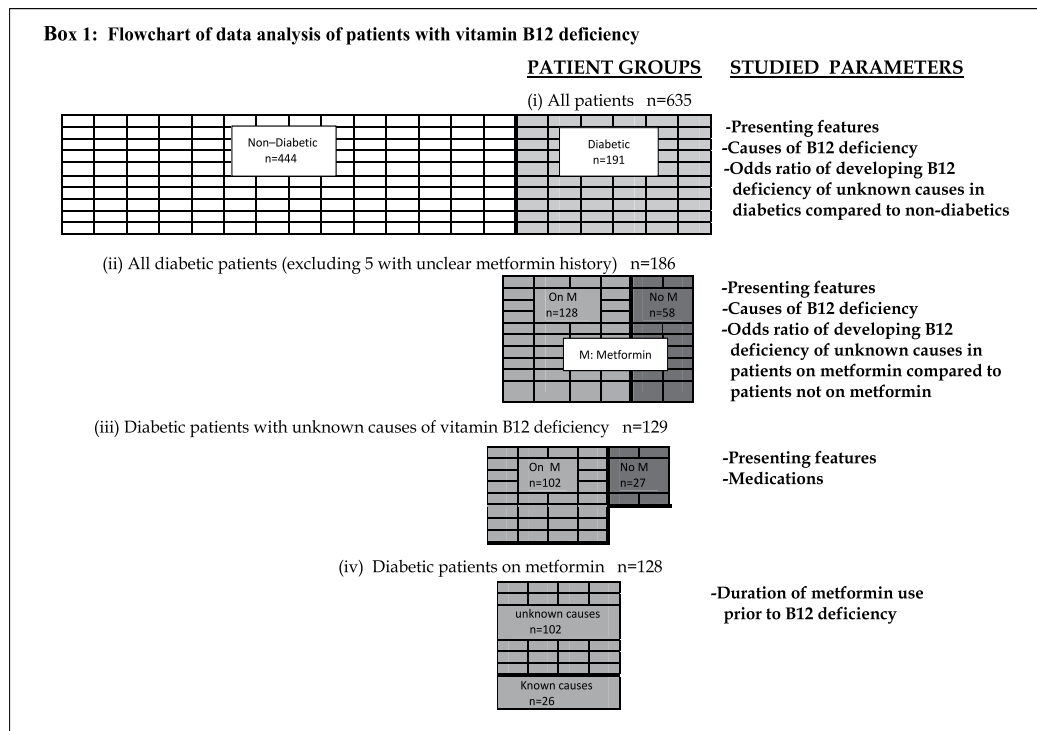 Box 1: Flowchart of data analysis of patients with vitamin B12 deficiency
PATIENT GROUPS
STUDIED PARAMETERS
(i) All patients n=635
Non–Diabetic
n=444
Diabetic
n=191
-Presenting features
-Causes of B12 deficiency
-Odds ratio of developing B12
deficiency of unknown causes in
diabetics compared to non-diabetics
(ii) All diabetic patients (excluding 5 with unclear metformin history) n=186
On M
n=128
No M
n=58
M: Metformin
-Presenting features
-Causes of B12 deficiency
-Odds ratio of developing B12
deficiency of unknown causes in
patients on metformin compared to
patients not on metformin
(iii) Diabetic patients with unknown causes of vitamin B12 deficiency n=129
On M
n=102
No M
n=27
-Presenting features
-Medications
(iv) Diabetic patients on metformin n=128
unknown causes
n=102
Known causes
n=26
-Duration of metformin use
prior to B12 deficiency